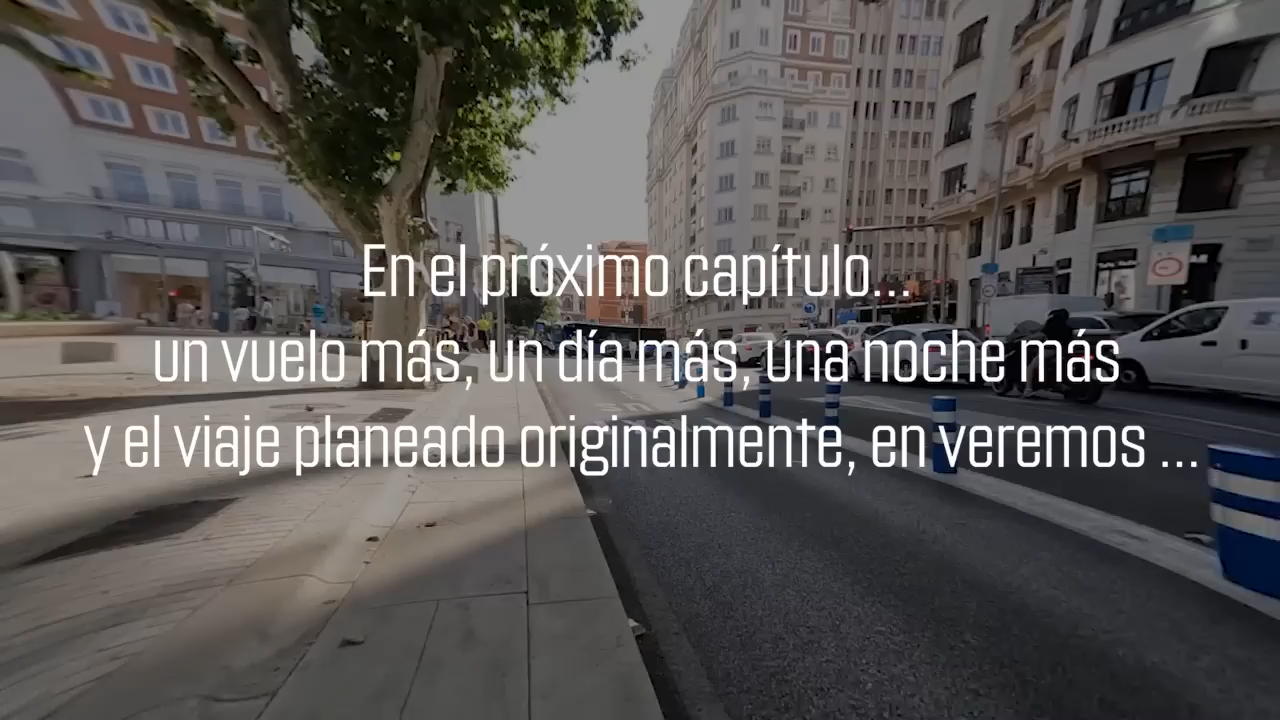 En el próximo capítulo...
un vuelo más, un día más, una noche más
y el viaje planeado originalmente, en veremos ...